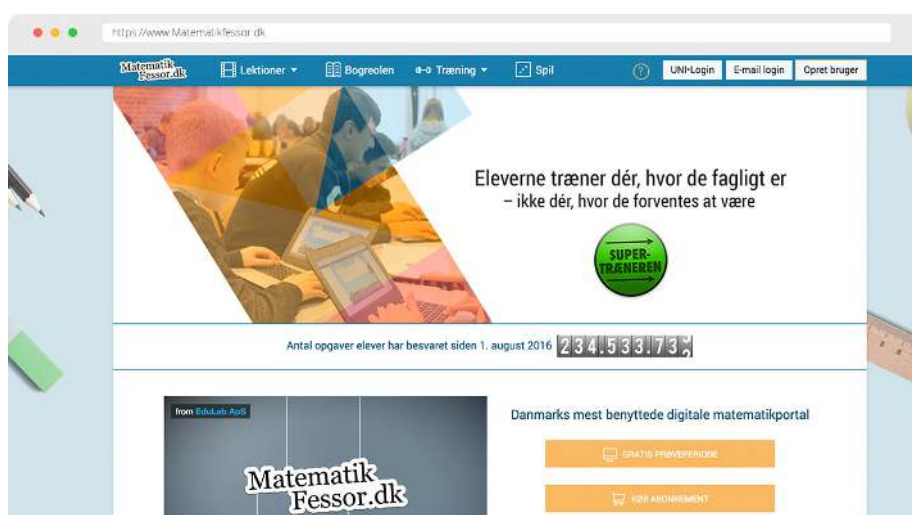 https://www.Matematikfessor.dk
Matematik
Fessor.dk
Lektioner
Bogreolen
Træning
Spil
?
UNI•Login
E-mail login
Opret bruger
Eleverne træner dér, hvor de fagligt er
– ikke dér, hvor de forventes at være
SUPER-
TRÆNEREN
Antal opgaver elever har besvaret siden 1. august 2016 234.533.73
from EduLab ApS
Danmarks mest benyttede digitale matematikportal
GRATIS PRØVEPERIODE
Matematik
Fessor.dk
KØB ABONNEMENT